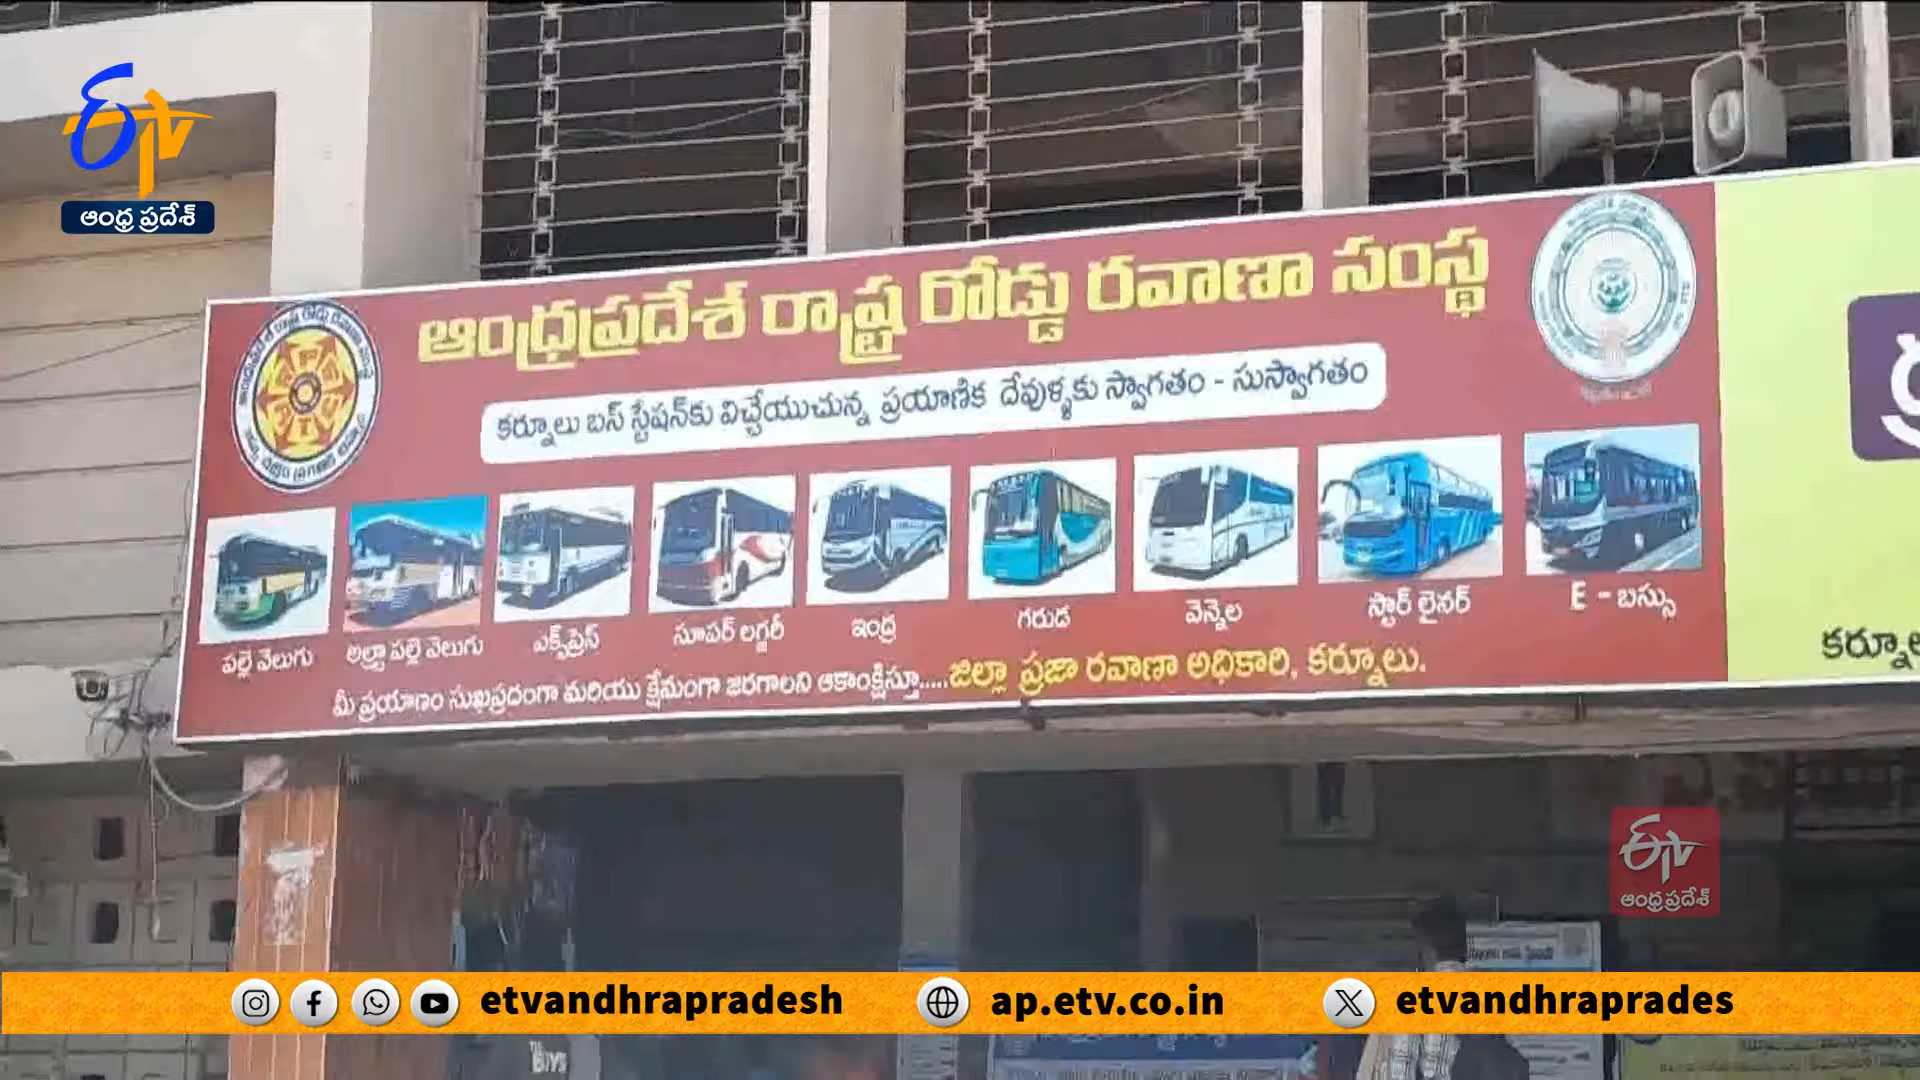 ETV
ఆంధ్ర ప్రదేశ్
ఆంధ్రప్రదేశ్ రాష్ట్ర రోడ్డు రవాణా సంస్థ
కర్నూలు బస్ స్టేషన్‌కు విచ్చేయుచున్న ప్రయాణిక దేవుళ్ళకు స్వాగతం - సుస్వాగతం
పల్లె వెలుగు
అల్ట్రా పల్లె వెలుగు
ఎక్స్‌ప్రెస్
సూపర్ లగ్జరీ
ఇంద్ర
గరుడ
వెన్నెల
స్టార్ లైనర్
E - బస్సు
మీ ప్రయాణం సుఖప్రదంగా మరియు క్షేమంగా జరగాలని ఆకాంక్షిస్తూ.....జిల్లా ప్రజా రవాణా అధికారి, కర్నూలు.
ETV
ఆంధ్రప్రదేశ్
etvandhrapradesh
ap.etv.co.in
etvandhraprades